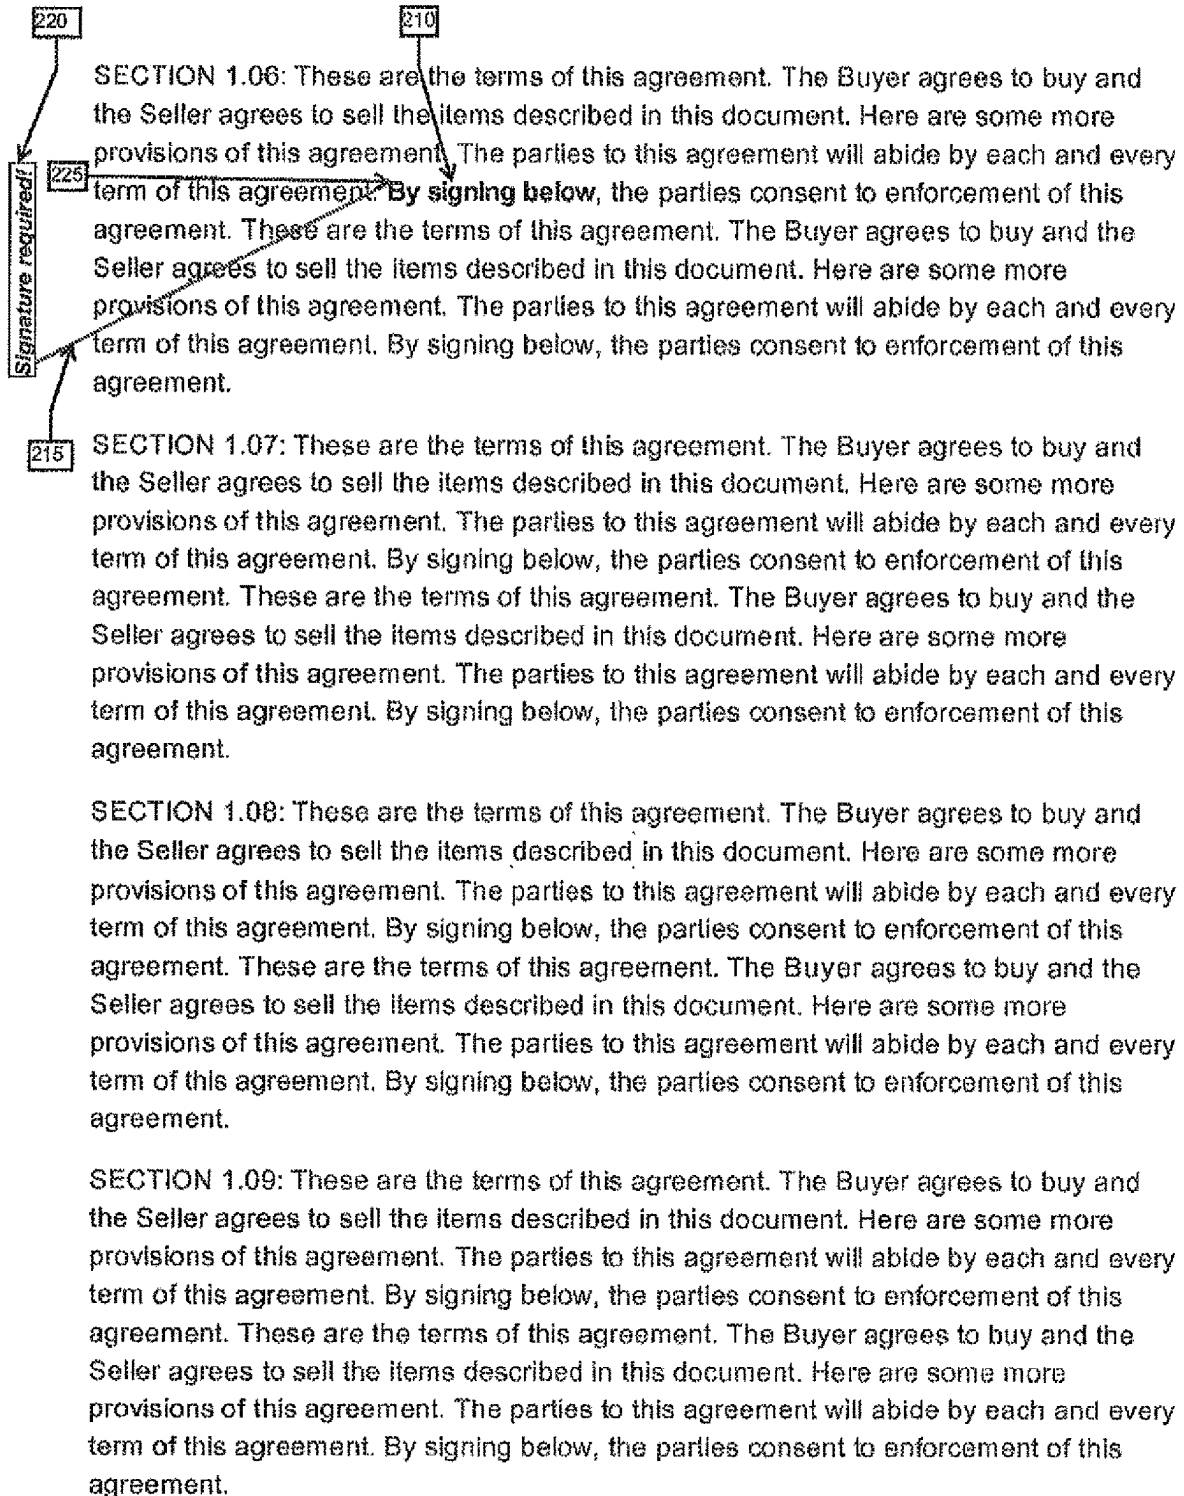 220
210
SECTION 1.06: These are the terms of this agreement. The Buyer agrees to buy and
the Seller agrees to sell the items described in this document. Here are some more
provisions of this agreement. The parties to this agreement will abide by each and every
225
term of this agreement. By signing below, the parties consent to enforcement of this
agreement. These are the terms of this agreement. The Buyer agrees to buy and the
Seller agrees to sell the items described in this document. Here are some more
provisions of this agreement. The parties to this agreement will abide by each and every
term of this agreement. By signing below, the parties consent to enforcement of this
agreement.
Signature required!
215
SECTION 1.07: These are the terms of this agreement. The Buyer agrees to buy and
the Seller agrees to sell the items described in this document. Here are some more
provisions of this agreement. The parties to this agreement will abide by each and every
term of this agreement. By signing below, the parties consent to enforcement of this
agreement. These are the terms of this agreement. The Buyer agrees to buy and the
Seller agrees to sell the items described in this document. Here are some more
provisions of this agreement. The parties to this agreement will abide by each and every
term of this agreement. By signing below, the parties consent to enforcement of this
agreement.
SECTION 1.08: These are the terms of this agreement. The Buyer agrees to buy and
the Seller agrees to sell the items described in this document. Here are some more
provisions of this agreement. The parties to this agreement will abide by each and every
term of this agreement. By signing below, the parties consent to enforcement of this
agreement. These are the terms of this agreement. The Buyer agrees to buy and the
Seller agrees to sell the items described in this document. Here are some more
provisions of this agreement. The parties to this agreement will abide by each and every
term of this agreement. By signing below, the parties consent to enforcement of this
agreement.
SECTION 1.09: These are the terms of this agreement. The Buyer agrees to buy and
the Seller agrees to sell the items described in this document. Here are some more
provisions of this agreement. The parties to this agreement will abide by each and every
term of this agreement. By signing below, the parties consent to enforcement of this
agreement. These are the terms of this agreement. The Buyer agrees to buy and the
Seller agrees to sell the items described in this document. Here are some more
provisions of this agreement. The parties to this agreement will abide by each and every
term of this agreement. By signing below, the parties consent to enforcement of this
agreement.